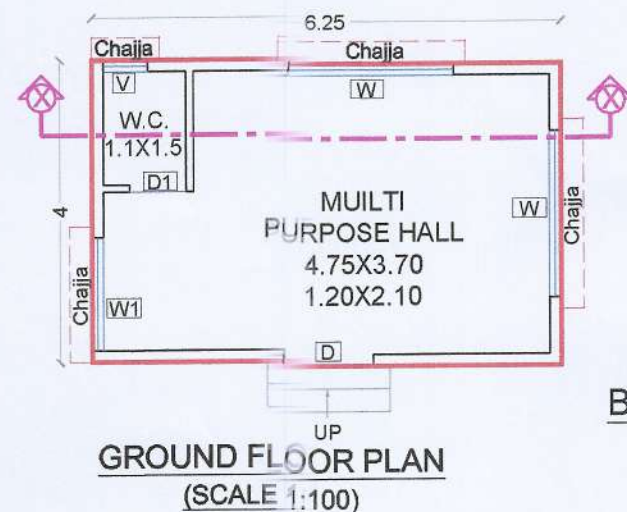 6.25
Chajja
Chajja
X
X
V
W
W.C.
1.1X1.5
D1
4
MUILTI
PURPOSE HALL
4.75X3.70
1.20X2.10
W
Chajja
Chajja
W1
D
UP
B
GROUND FLOOR PLAN
(SCALE 1:100)